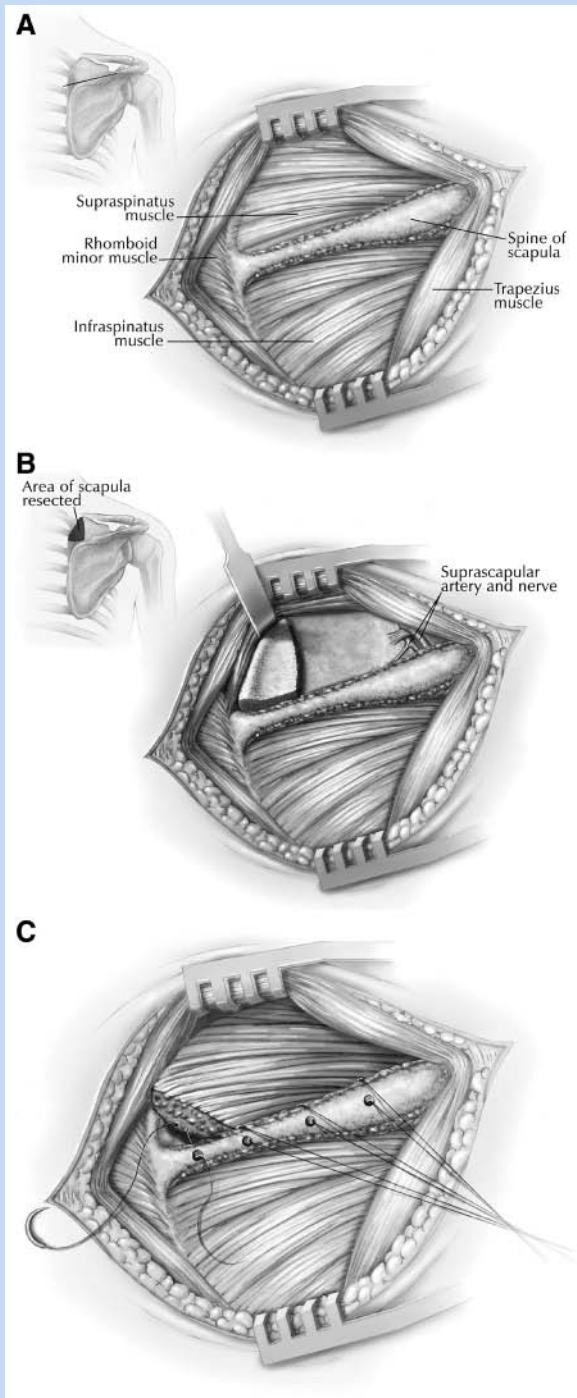 A
Supraspinatus
muscle
Rhomboid
minor muscle
Infraspinatus
muscle
Spine of
scapula
Trapezius
muscle
B
Area of scapula
resected
Suprascapular
artery and nerve
C